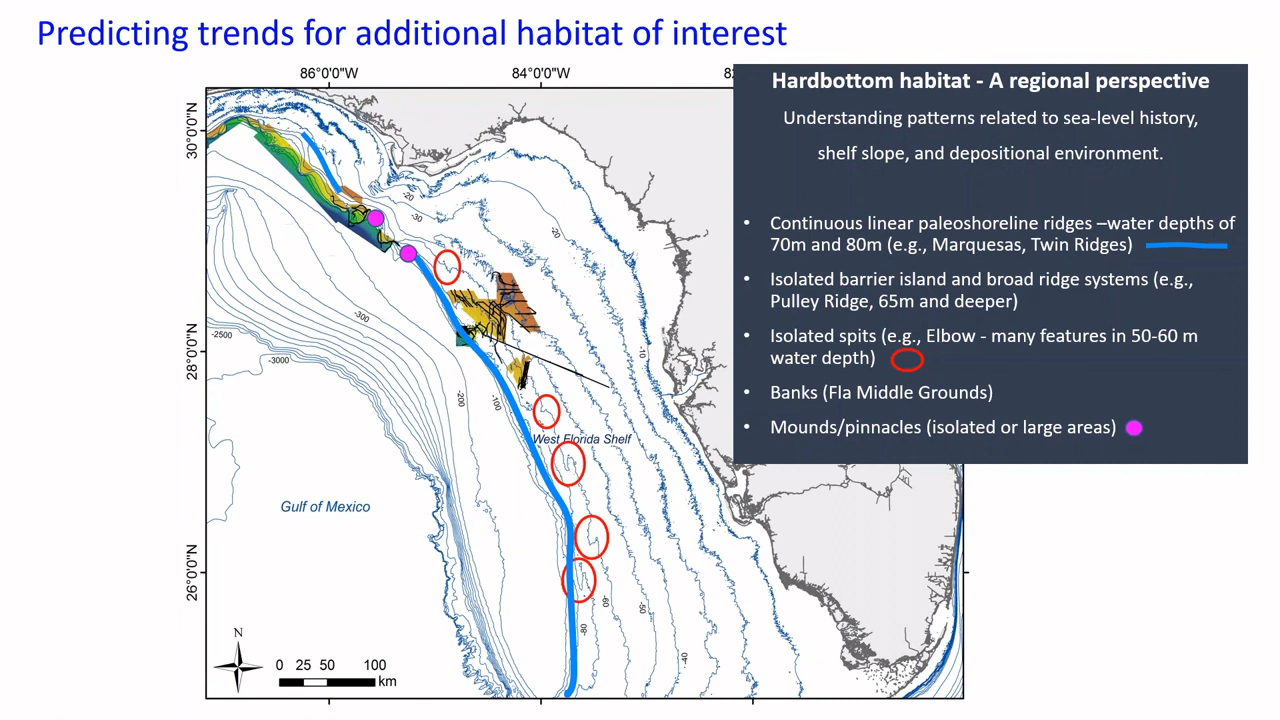 Predicting trends for additional habitat of interest
86°0'0"W
84°0'0"W
82
Hardbottom habitat - A regional perspective
Understanding patterns related to sea-level history,
shelf slope, and depositional environment.
• Continuous linear paleoshoreline ridges –water depths of
70m and 80m (e.g., Marquesas, Twin Ridges)
• Isolated barrier island and broad ridge systems (e.g.,
Pulley Ridge, 65m and deeper)
• Isolated spits (e.g., Elbow - many features in 50-60 m
water depth)
• Banks (Fla Middle Grounds)
• Mounds/pinnacles (isolated or large areas)
30°0'0"N
28°0'0"N
26°0'0"N
-20
-30
-20
-300
-2500
-3000
-10
-200
-100
West Florida Shelf
Gulf of Mexico
-60
-50
-80
-40
N
0 25 50 100
km